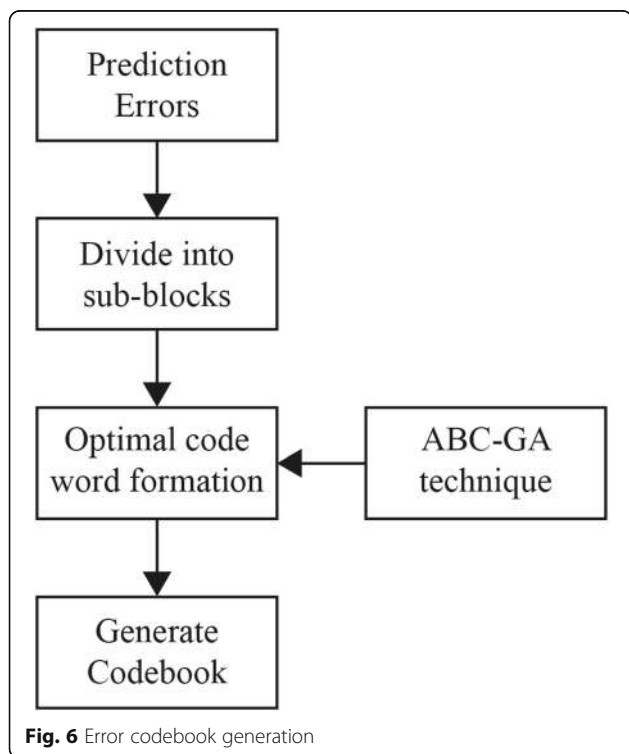 Prediction
Errors
Divide into
sub-blocks
Optimal code
word formation
ABC-GA
technique
Generate
Codebook
Fig. 6 Error codebook generation